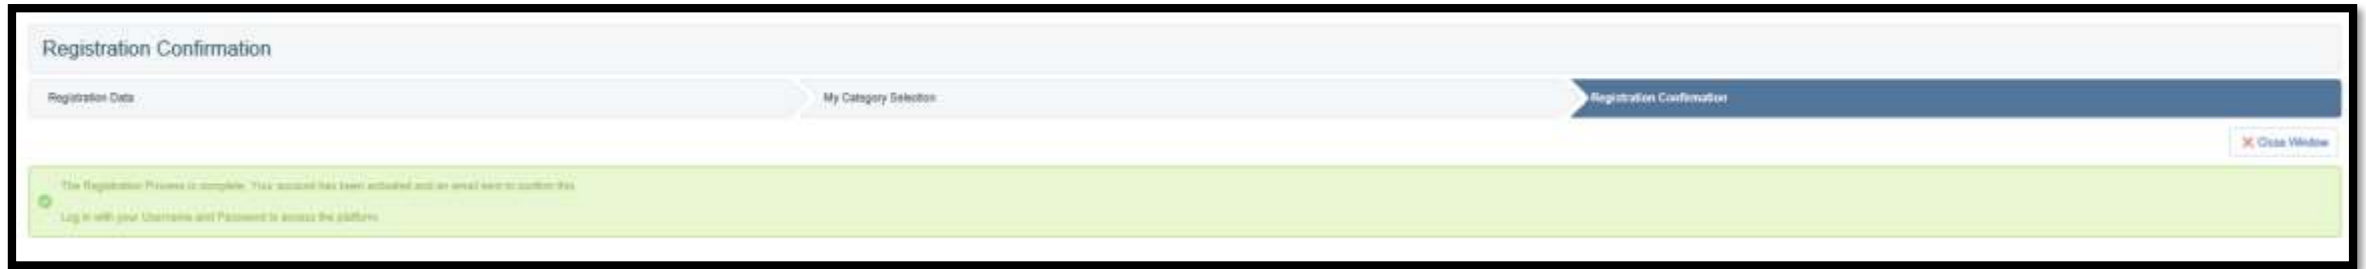 Registration Confirmation
Registration Data
My Category Selection
Registration Confirmation
Close Window
The Registration Process is complete. Your account has been activated and an email sent to confirm this.
Log in with your Username and Password to access the platform.